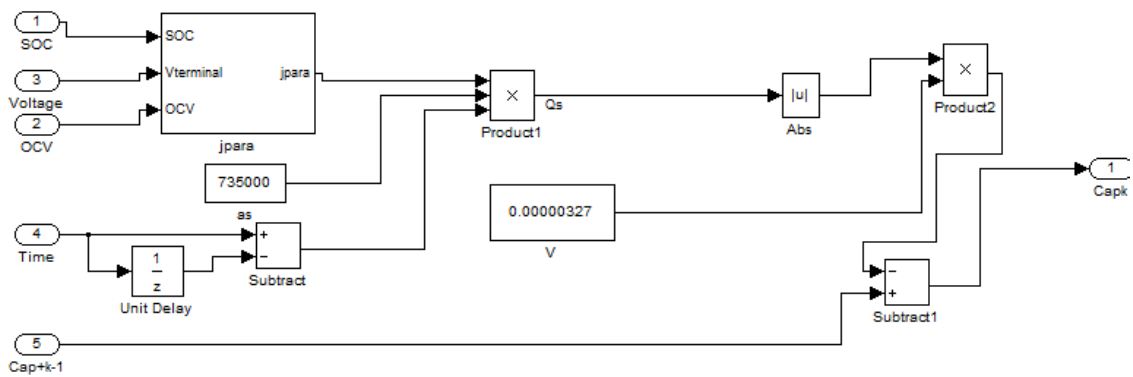 1
SOC
3
Voltage
2
OCV
SOC
Vterminal
OCV
jpara
jpara
735000
as
4
Time
1
z
Unit Delay
+
−
Subtract
5
Cap+k-1
×
Product1
Qs
|u|
Abs
×
Product2
0.00000327
V
−
+
Subtract1
1
Capk